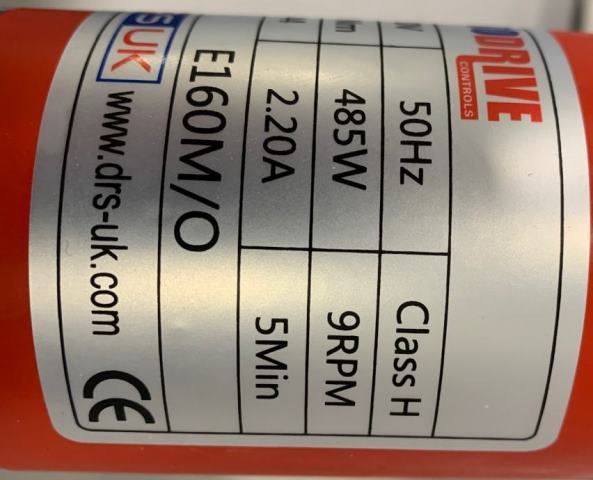 DRIVE
CONTROLS
50Hz Class H
485W 9RPM
2.20A 5Min
E160M/O
S UK www.drs-uk.com CE